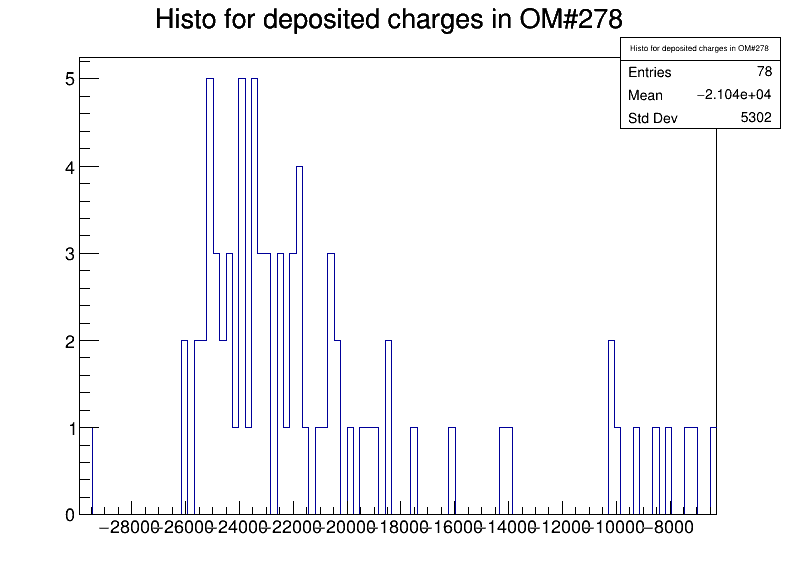 Histo for deposited charges in OM#278
Histo for deposited charges in OM#278
Entries 78
Mean −2.104e+04
Std Dev 5302
5
4
3
2
1
0
−28000 −26000 −24000 −22000 −20000 −18000 −16000 −14000 −12000 −10000 −8000